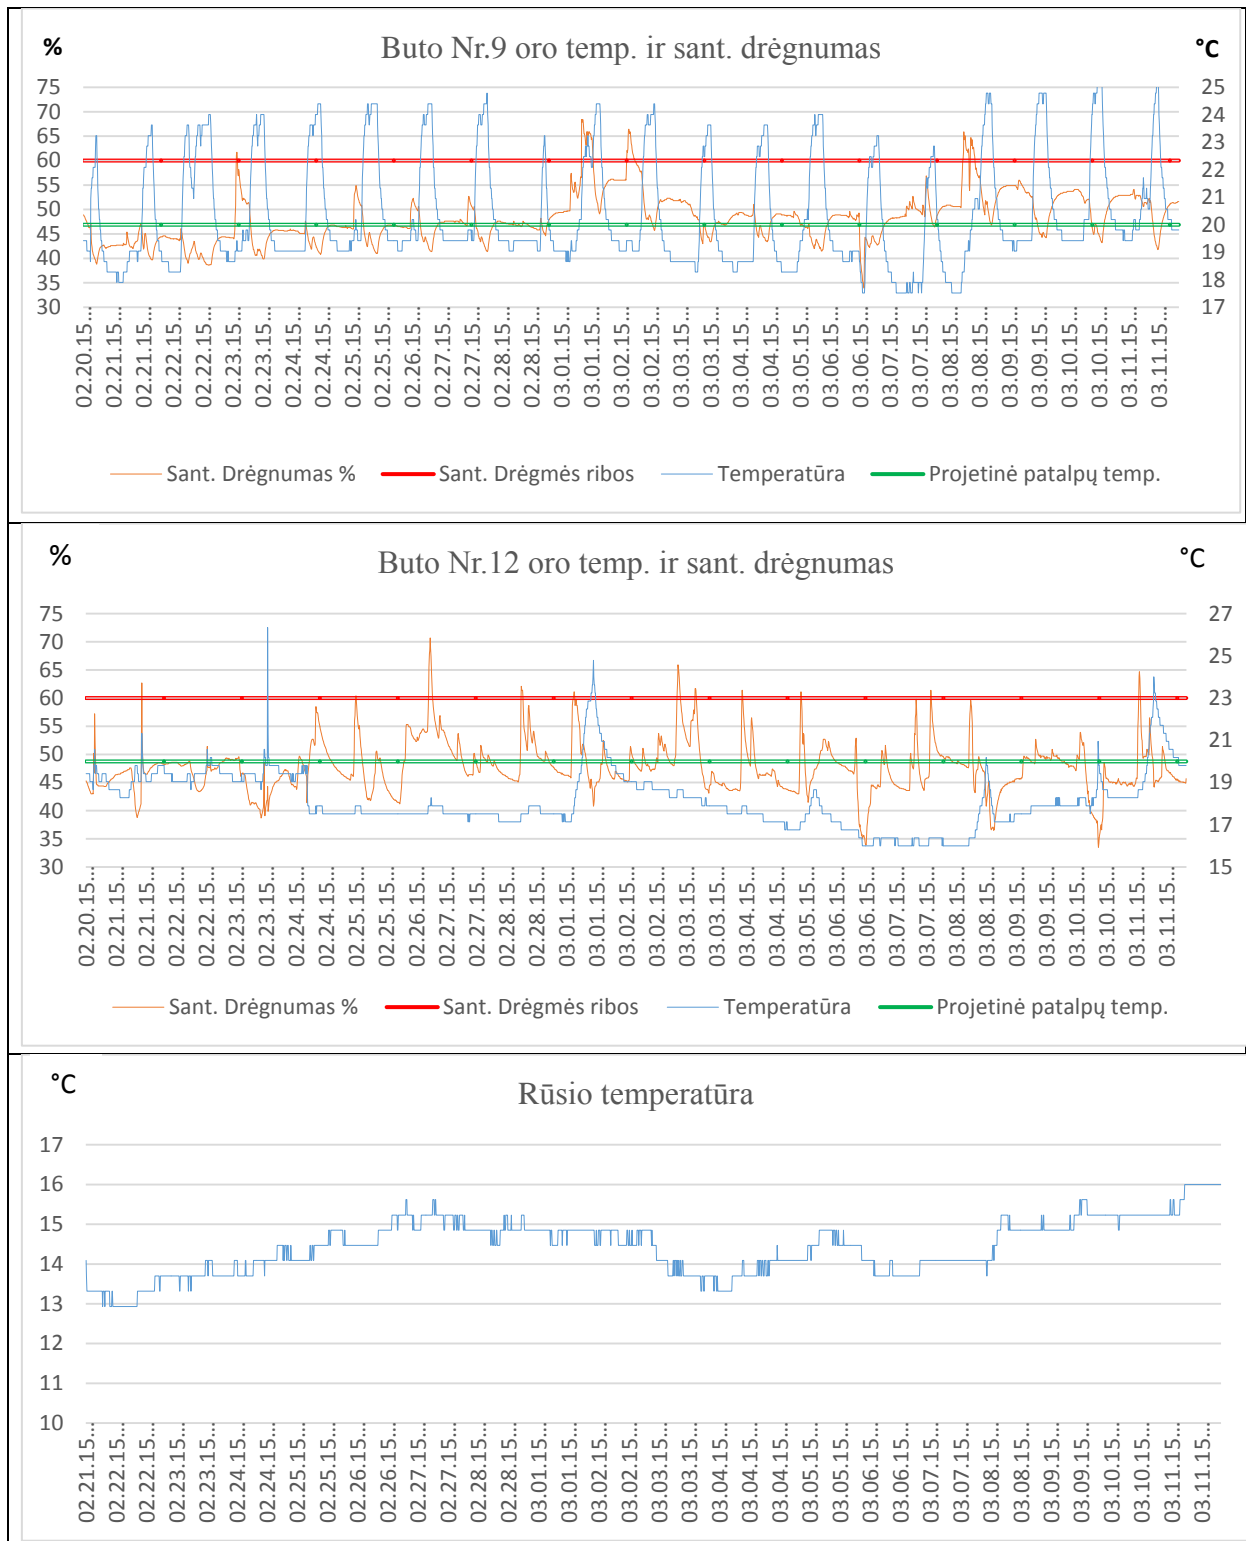 Buto Nr.9 oro temp. ir sant. drėgnumas
% °C
75 25
70 24
65 23
60 22
55 21
50 20
45 19
40 18
35 17
30
02.20.15… 02.21.15… 02.21.15… 02.22.15… 02.22.15… 02.23.15… 02.23.15… 02.24.15… 02.24.15… 02.25.15… 02.25.15… 02.26.15… 02.27.15… 02.27.15… 02.28.15… 02.28.15… 03.01.15… 03.01.15… 03.02.15… 03.02.15… 03.03.15… 03.03.15… 03.04.15… 03.05.15… 03.05.15… 03.06.15… 03.06.15… 03.07.15… 03.07.15… 03.08.15… 03.08.15… 03.09.15… 03.09.15… 03.10.15… 03.10.15… 03.11.15… 03.11.15…
Sant. Drėgnumas % Sant. Drėgmės ribos Temperatūra Projetinė patalpų temp.
Buto Nr.12 oro temp. ir sant. drėgnumas
% °C
75 27
70 25
65 23
60 21
55 19
50 17
45 15
40
35
30
02.20.15… 02.21.15… 02.21.15… 02.22.15… 02.22.15… 02.23.15… 02.23.15… 02.24.15… 02.24.15… 02.25.15… 02.25.15… 02.26.15… 02.27.15… 02.27.15… 02.28.15… 02.28.15… 03.01.15… 03.01.15… 03.02.15… 03.02.15… 03.03.15… 03.03.15… 03.04.15… 03.04.15… 03.05.15… 03.05.15… 03.06.15… 03.07.15… 03.07.15… 03.08.15… 03.08.15… 03.09.15… 03.09.15… 03.10.15… 03.10.15… 03.11.15… 03.11.15…
Sant. Drėgnumas % Sant. Drėgmės ribos Temperatūra Projetinė patalpų temp.
°C
Rūsio temperatūra
17
16
15
14
13
12
11
10
02.21.15… 02.22.15… 02.22.15… 02.23.15… 02.23.15… 02.24.15… 02.24.15… 02.25.15… 02.25.15… 02.26.15… 02.26.15… 02.27.15… 02.27.15… 02.28.15… 02.28.15… 03.01.15… 03.01.15… 03.02.15… 03.02.15… 03.03.15… 03.03.15… 03.04.15… 03.04.15… 03.05.15… 03.05.15… 03.06.15… 03.06.15… 03.07.15… 03.07.15… 03.08.15… 03.08.15… 03.09.15… 03.09.15… 03.10.15… 03.10.15… 03.11.15… 03.11.15…